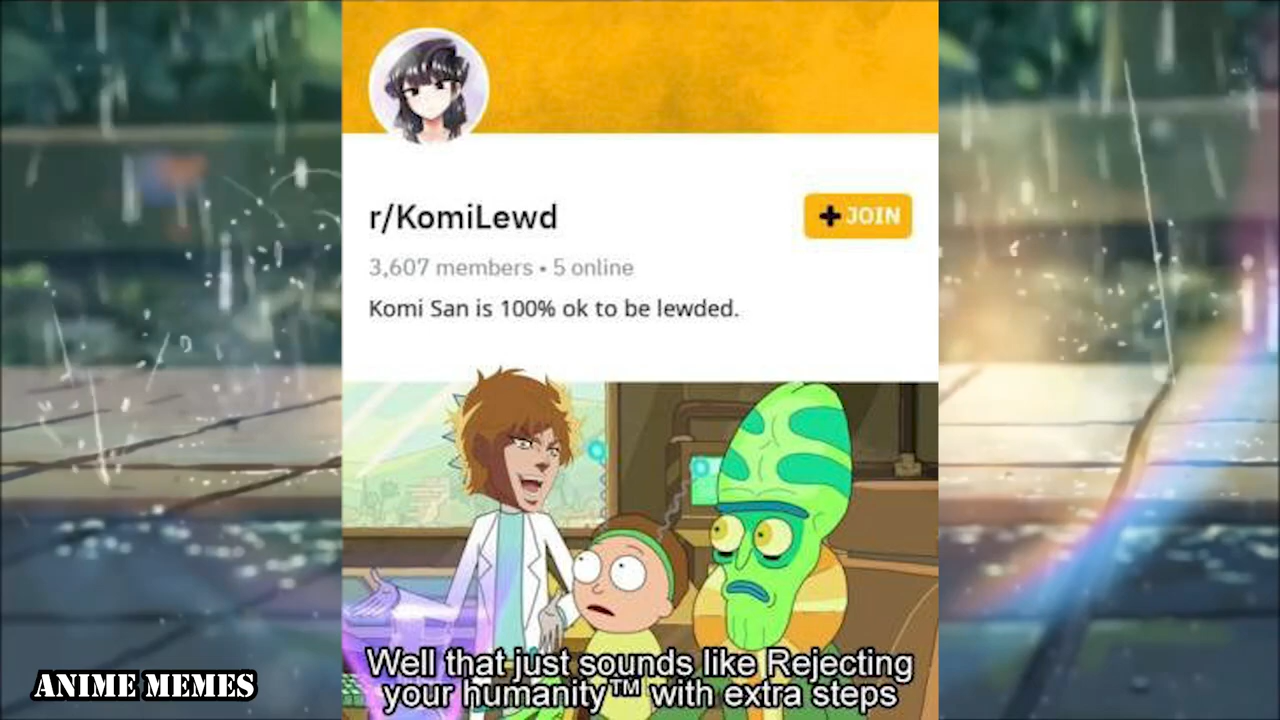 r/KomiLewd
+ JOIN
3,607 members • 5 online
Komi San is 100% ok to be lewded.
Well that just sounds like Rejecting
your humanity™ with extra steps
ANIME MEMES